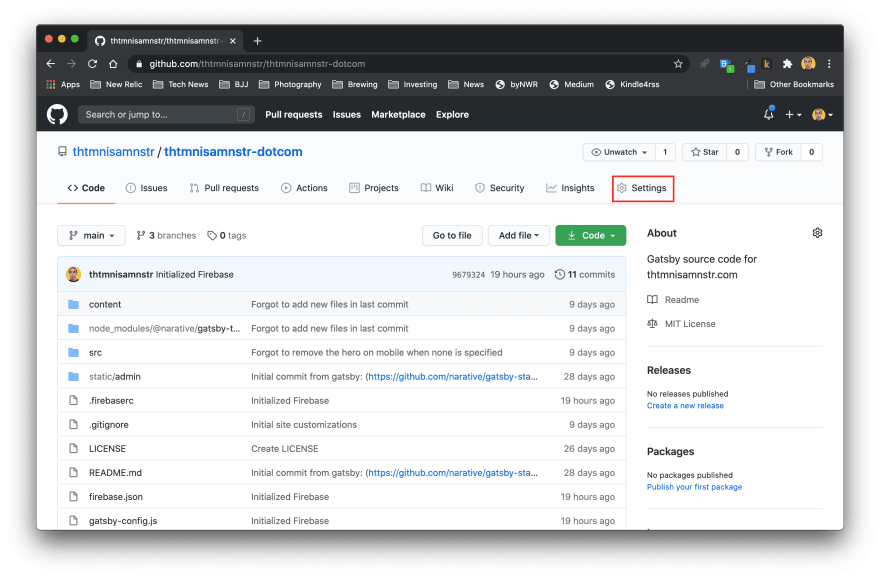 thtmnisamnstr/thtmnisamnstr-
github.com/thtmnisamnstr/thtmnisamnstr-dotcom
Apps New Relic Tech News BJJ Photography Brewing Investing News byNWR Medium Kindle4rss Other Bookmarks
Search or jump to... / Pull requests Issues Marketplace Explore
thtmnisamnstr / thtmnisamnstr-dotcom Unwatch 1 Star 0 Fork 0
Code Issues Pull requests Actions Projects Wiki Security Insights Settings
main 3 branches 0 tags Go to file Add file Code
thtmnisamnstr Initialized Firebase 9679324 19 hours ago 11 commits
content Forgot to add new files in last commit 9 days ago
node_modules/@narative/gatsby-t... Forgot to add new files in last commit 9 days ago
src Forgot to remove the hero on mobile when none is specified 9 days ago
static/admin Initial commit from gatsby: (https://github.com/narative/gatsby-sta... 28 days ago
.firebaserc Initialized Firebase 19 hours ago
.gitignore Initial site customizations 9 days ago
LICENSE Create LICENSE 26 days ago
README.md Initial commit from gatsby: (https://github.com/narative/gatsby-sta... 28 days ago
firebase.json Initialized Firebase 19 hours ago
gatsby-config.js Initialized Firebase 19 hours ago
About
Gatsby source code for
thtmnisamnstr.com
Readme
MIT License
Releases
No releases published
Create a new release
Packages
No packages published
Publish your first package